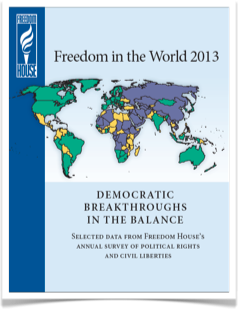 FREEDOM
HOUSE
Freedom in the World 2013
DEMOCRATIC
BREAKTHROUGHS
IN THE BALANCE
SELECTED DATA FROM FREEDOM HOUSE'S
ANNUAL SURVEY OF POLITICAL RIGHTS
AND CIVIL LIBERTIES